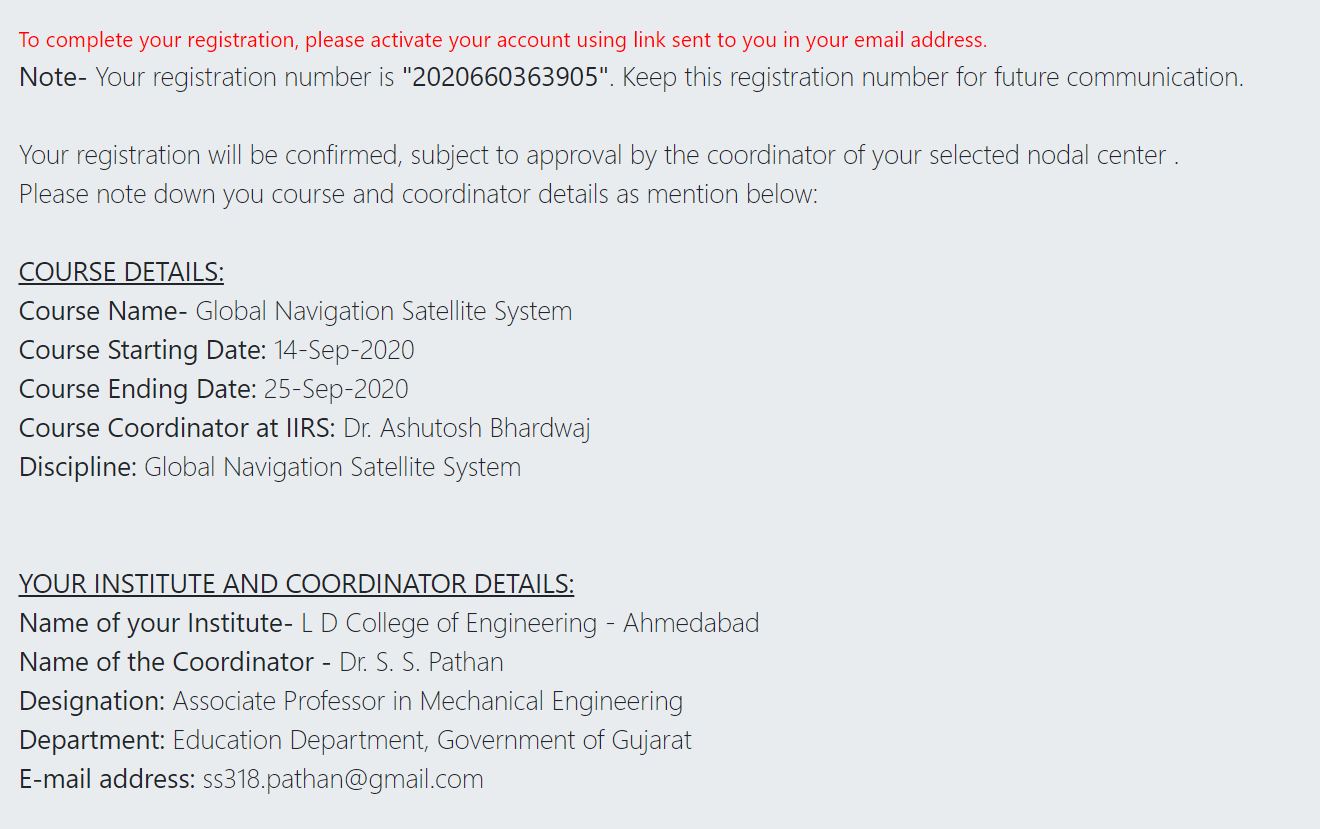 To complete your registration, please activate your account using link sent to you in your email address.
Note- Your registration number is "2020660363905". Keep this registration number for future communication.
Your registration will be confirmed, subject to approval by the coordinator of your selected nodal center .
Please note down you course and coordinator details as mention below:
COURSE DETAILS:
Course Name- Global Navigation Satellite System
Course Starting Date: 14-Sep-2020
Course Ending Date: 25-Sep-2020
Course Coordinator at IIRS: Dr. Ashutosh Bhardwaj
Discipline: Global Navigation Satellite System
YOUR INSTITUTE AND COORDINATOR DETAILS:
Name of your Institute- L D College of Engineering - Ahmedabad
Name of the Coordinator - Dr. S. S. Pathan
Designation: Associate Professor in Mechanical Engineering
Department: Education Department, Government of Gujarat
E-mail address: ss318.pathan@gmail.com